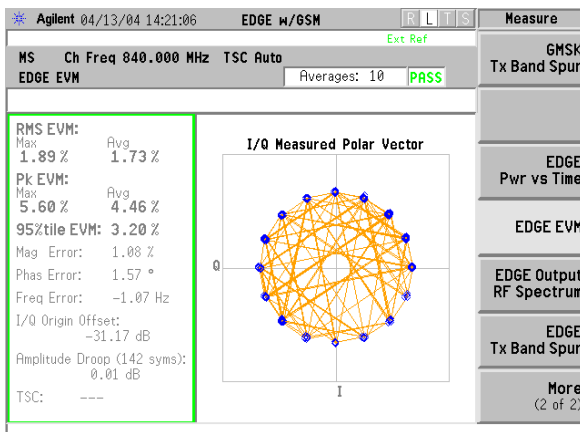 Agilent 04/13/04 14:21:06 EDGE w/GSM R L T S Measure
Ext Ref
MS Ch Freq 840.000 MHz TSC Auto
EDGE EVM Averages: 10 PASS
RMS EVM:
Max Avg
1.89 % 1.73 %
Pk EVM:
Max Avg
5.60 % 4.46 %
95%tile EVM: 3.20 %
Mag Error: 1.08 %
Phas Error: 1.57 °
Freq Error: -1.07 Hz
I/Q Origin Offset:
-31.17 dB
Amplitude Droop (142 syms):
0.01 dB
TSC: ---
I/Q Measured Polar Vector
Q
I
GMSK
Tx Band Spur
EDGE
Pwr vs Time
EDGE EVM
EDGE Output
RF Spectrum
EDGE
Tx Band Spur
More
(2 of 2)